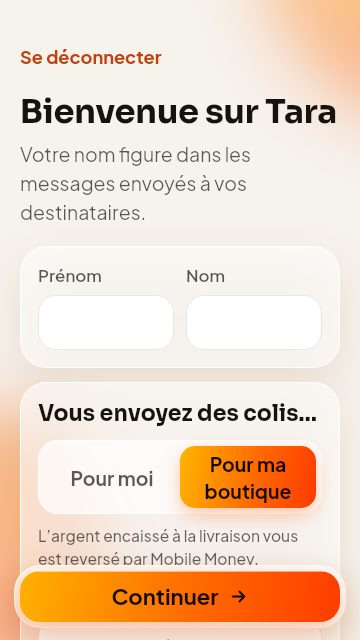 Se déconnecter
Bienvenue sur Tara
Votre nom figure dans les
messages envoyés à vos
destinataires.
Prénom Nom
Vous envoyez des colis...
Pour moi
Pour ma
boutique
L'argent encaissé à la livraison vous
est reversé par Mobile Money.
Continuer →